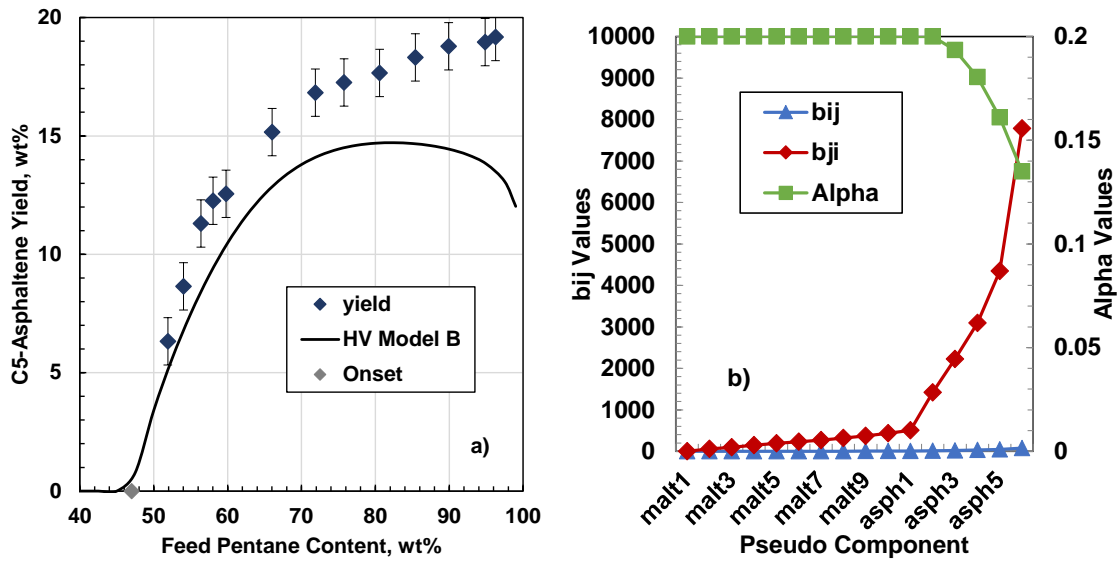 20
15
10
5
0
C5-Asphaltene Yield, wt%
yield
HV Model B
Onset
a)
40 50 60 70 80 90 100
Feed Pentane Content, wt%
10000
9000
8000
7000
6000
5000
4000
3000
2000
1000
0
bij Values
bij
bji
Alpha
b)
0.2
0.15
0.1
0.05
0
Alpha Values
malt1 malt3 malt5 malt7 malt9 asph1 asph3 asph5
Pseudo Component